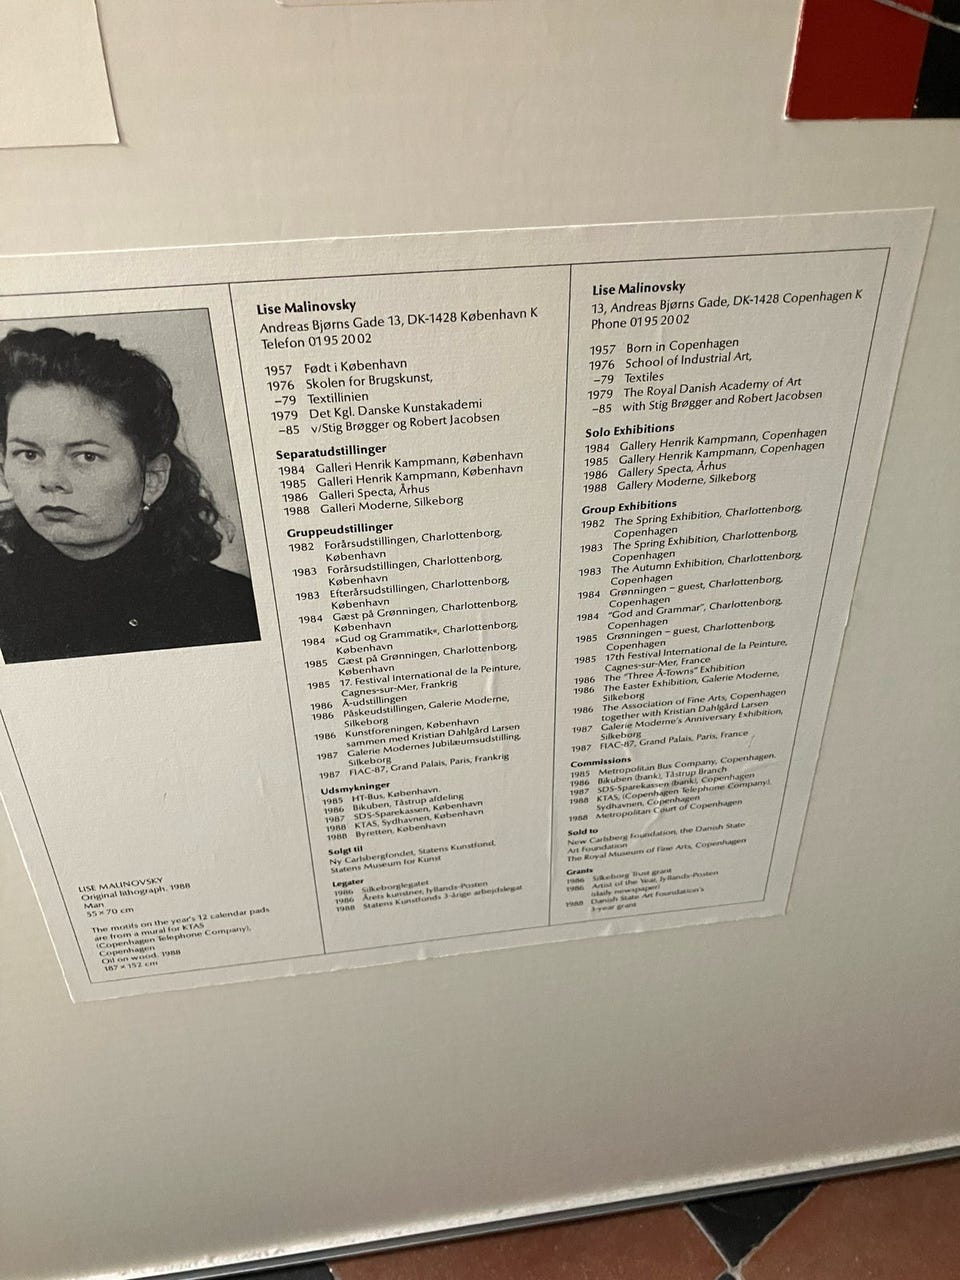 LISE MALINOVSKY
Original lithograph, 1988
Man
55 × 70 cm
The motifs on the year's 12 calendar pads
are from a mural for KTAS
(Copenhagen Telephone Company),
Copenhagen
Oil on wood, 1988
187 × 152 cm
Lise Malinovsky
Andreas Bjørns Gade 13, DK-1428 København K
Telefon 01 95 20 02
1957 Født i København
1976 Skolen for Brugskunst,
–79 Textillinien
1979 Det Kgl. Danske Kunstakademi
–85 v/Stig Brøgger og Robert Jacobsen
Separatudstillinger
1984 Galleri Henrik Kampmann, København
1985 Galleri Henrik Kampmann, København
1986 Galleri Specta, Århus
1988 Galleri Moderne, Silkeborg
Gruppeudstillinger
1982 Forårsudstillingen, Charlottenborg,
København
1983 Forårsudstillingen, Charlottenborg,
København
1983 Efterårsudstillingen, Charlottenborg,
København
1984 Gæst på Grønningen, Charlottenborg,
København
1984 »Gud og Grammatik«, Charlottenborg,
København
1985 Gæst på Grønningen, Charlottenborg,
København
1985 17. Festival International de la Peinture,
Cagnes-sur-Mer, Frankrig
1986 Å-udstillingen
1986 Påskeudstillingen, Galerie Moderne,
Silkeborg
1986 Kunstforeningen, København
sammen med Kristian Dahlgård Larsen
1987 Galerie Modernes Jubilæumsudstilling,
Silkeborg
1987 FIAC-87, Grand Palais, Paris, Frankrig
Udsmykninger
1985 HT-Bus, København.
1986 Bikuben, Tåstrup afdeling
1987 SDS-Sparekassen, København
1988 KTAS, Sydhavnen, København
1988 Byretten, København
Solgt til
Ny Carlsbergfondet, Statens Kunstfond,
Statens Museum for Kunst
Legater
1986 Silkeborglegatet
1986 Årets kunstner, Jyllands-Posten
1988 Statens Kunstfonds 3-årige arbejdslegat
Lise Malinovsky
13, Andreas Bjørns Gade, DK-1428 Copenhagen K
Phone 01 95 20 02
1957 Born in Copenhagen
1976 School of Industrial Art,
–79 Textiles
1979 The Royal Danish Academy of Art
–85 with Stig Brøgger and Robert Jacobsen
Solo Exhibitions
1984 Gallery Henrik Kampmann, Copenhagen
1985 Gallery Henrik Kampmann, Copenhagen
1986 Gallery Specta, Århus
1988 Gallery Moderne, Silkeborg
Group Exhibitions
1982 The Spring Exhibition, Charlottenborg,
Copenhagen
1983 The Spring Exhibition, Charlottenborg,
Copenhagen
1983 The Autumn Exhibition, Charlottenborg,
Copenhagen
1984 Grønningen – guest, Charlottenborg,
Copenhagen
1984 "God and Grammar", Charlottenborg,
Copenhagen
1985 Grønningen – guest, Charlottenborg,
Copenhagen
1985 17th Festival International de la Peinture,
Cagnes-sur-Mer, France
1986 The "Three Å-Towns" Exhibition
1986 The Easter Exhibition, Galerie Moderne,
Silkeborg
1986 The Association of Fine Arts, Copenhagen
together with Kristian Dahlgård Larsen
1987 Galerie Moderne's Anniversary Exhibition,
Silkeborg
1987 FIAC-87, Grand Palais, Paris, France
Commissions
1985 Metropolitan Bus Company, Copenhagen.
1986 Bikuben (bank), Tåstrup Branch
1987 SDS-Sparekassen (bank), Copenhagen
1988 KTAS, (Copenhagen Telephone Company),
Sydhavnen, Copenhagen
1988 Metropolitan Court of Copenhagen
Sold to
New Carlsberg Foundation, the Danish State
Art Foundation
The Royal Museum of Fine Arts, Copenhagen
Grants
1986 Silkeborg Trust grant
1986 Artist of the Year, Jyllands-Posten
(daily newspaper)
1988 Danish State Art Foundation's
3-year grant